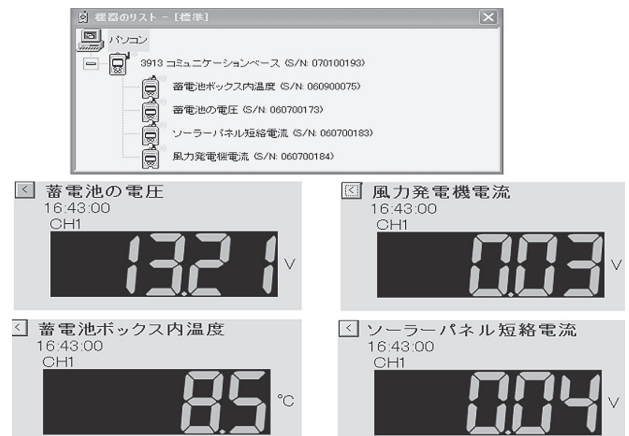 機器のリスト - [標準]
パソコン
3913 コミュニケーションベース (S/N: 070100193)
蓄電池ボックス内温度 (S/N: 060900075)
蓄電池の電圧 (S/N: 060700173)
ソーラーパネル短絡電流 (S/N: 060700183)
風力発電機電流 (S/N: 060700184)
蓄電池の電圧
16:43:00
CH1
13.21 V
風力発電機電流
16:43:00
CH1
0.03 V
蓄電池ボックス内温度
16:43:00
CH1
8.5 ℃
ソーラーパネル短絡電流
16:43:00
CH1
0.04 V